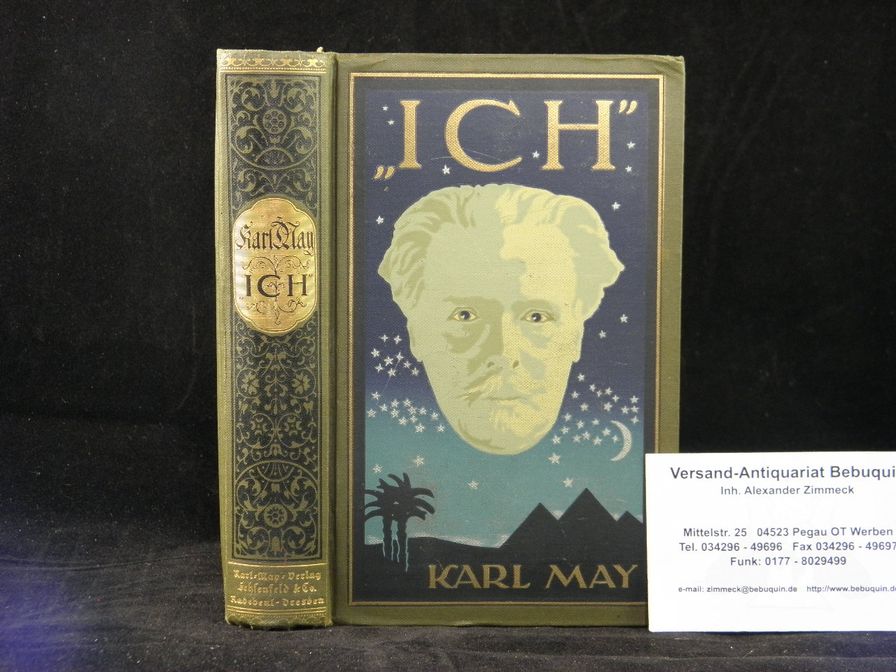 Karl May
„ICH"
Karl-May-Verlag
Fehsenfeld & Co.
Radebeul-Dresden
„ICH"
KARL MAY
Versand-Antiquariat Bebuquin
Inh. Alexander Zimmeck
Mittelstr. 25 04523 Pegau OT Werben
Tel. 034296 - 49696 Fax 034296 - 49697
Funk: 0177 - 8029499
e-mail: zimmeck@bebuquin.de http://www.bebuquin.de